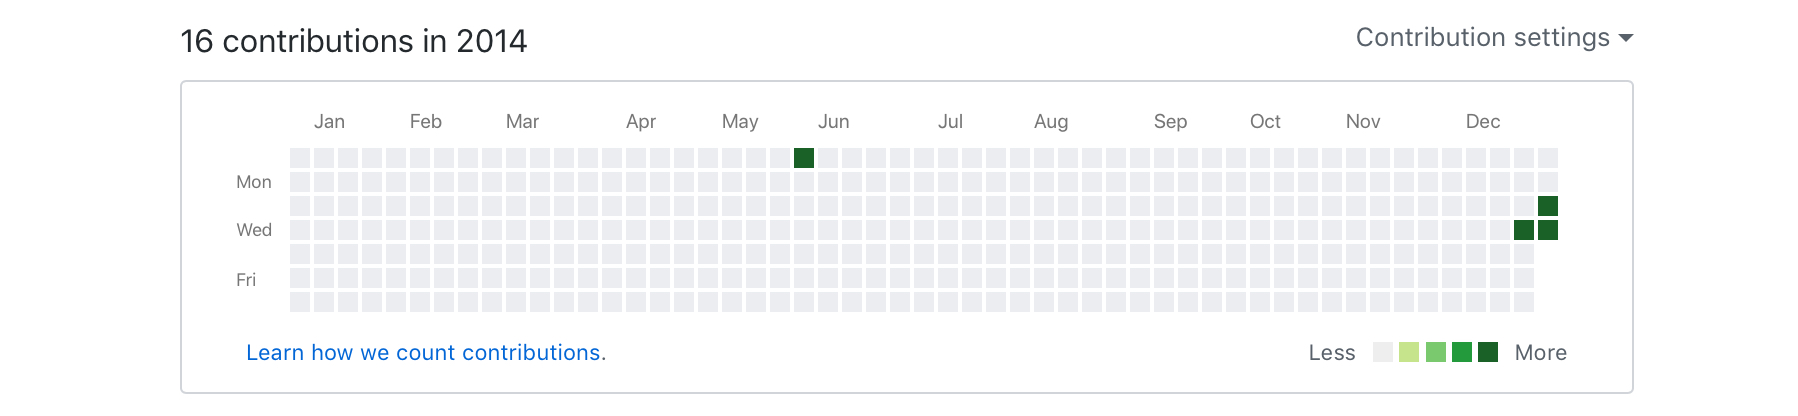 16 contributions in 2014
Contribution settings
Jan Feb Mar Apr May Jun Jul Aug Sep Oct Nov Dec
Mon
Wed
Fri
Learn how we count contributions.
Less More